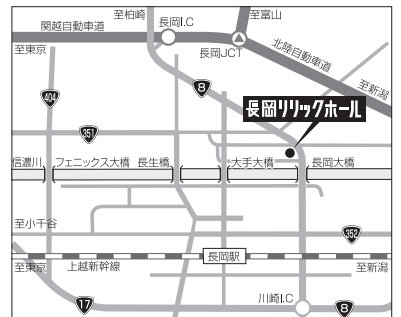 至柏崎
至富山
関越自動車道
長岡I.C
至東京
長岡JCT
北陸自動車道
8
至新潟
404
長岡リリックホール
351
信濃川
フェニックス大橋
長生橋
大手大橋
長岡大橋
至小千谷
352
長岡駅
至東京
上越新幹線
至新潟
17
川崎I.C
8